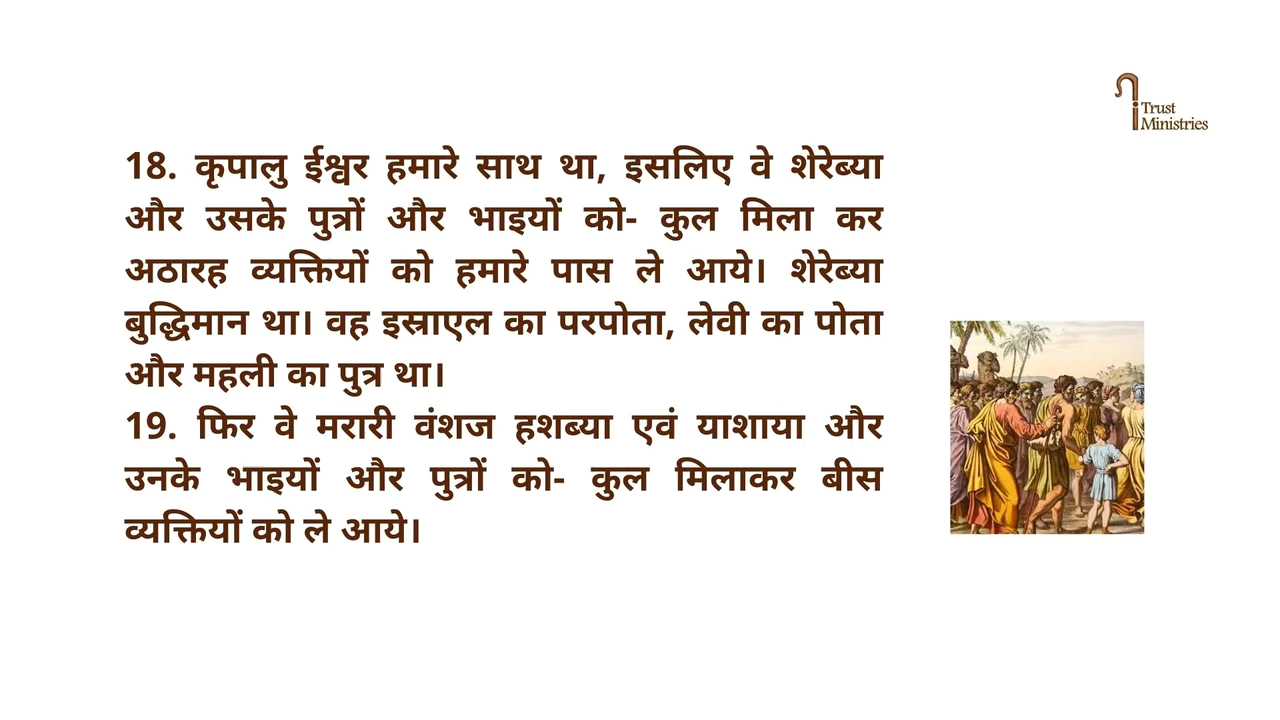 Trust
Ministries
18. कृपालु ईश्वर हमारे साथ था, इसलिए वे शेरेब्या
और उसके पुत्रों और भाइयों को- कुल मिला कर
अठारह व्यक्तियों को हमारे पास ले आये। शेरेब्या
बुद्धिमान था। वह इस्राएल का परपोता, लेवी का पोता
और महली का पुत्र था।
19. फिर वे मरारी वंशज हशब्या एवं याशाया और
उनके भाइयों और पुत्रों को- कुल मिलाकर बीस
व्यक्तियों को ले आये।